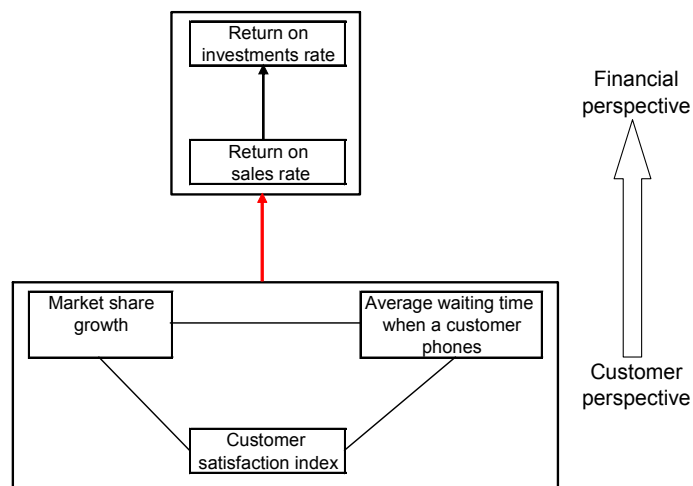 Return on
investments rate
Financial
perspective
Return on
sales rate
Market share
growth
Average waiting time
when a customer
phones
Customer
perspective
Customer
satisfaction index